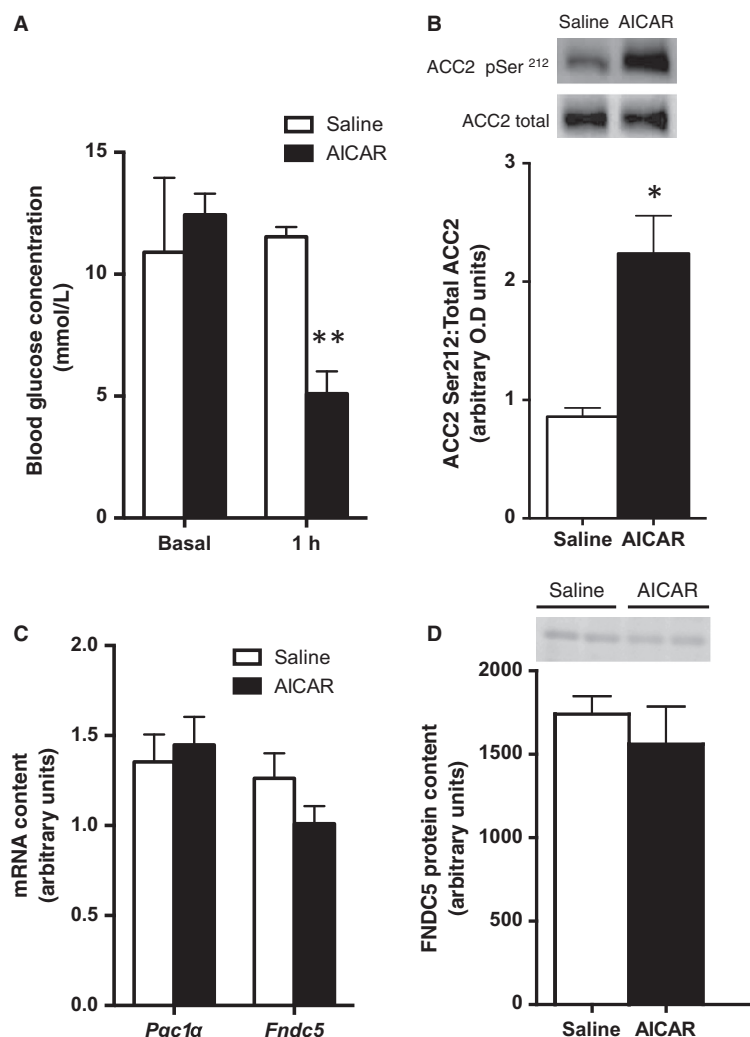 A
Saline
AICAR
15
10
5
0
Blood glucose concentration
(mmol/L)
**
Basal 1 h
B
Saline AICAR
ACC2 pSer 212
ACC2 total
3
2
1
0
ACC2 Ser212:Total ACC2
(arbitrary O.D units)
*
Saline AICAR
C
Saline
AICAR
2.0
1.5
1.0
0.5
0.0
mRNA content
(arbitrary units)
Pgc1α Fndc5
D
Saline AICAR
2000
1500
1000
500
0
FNDC5 protein content
(arbitrary units)
Saline AICAR